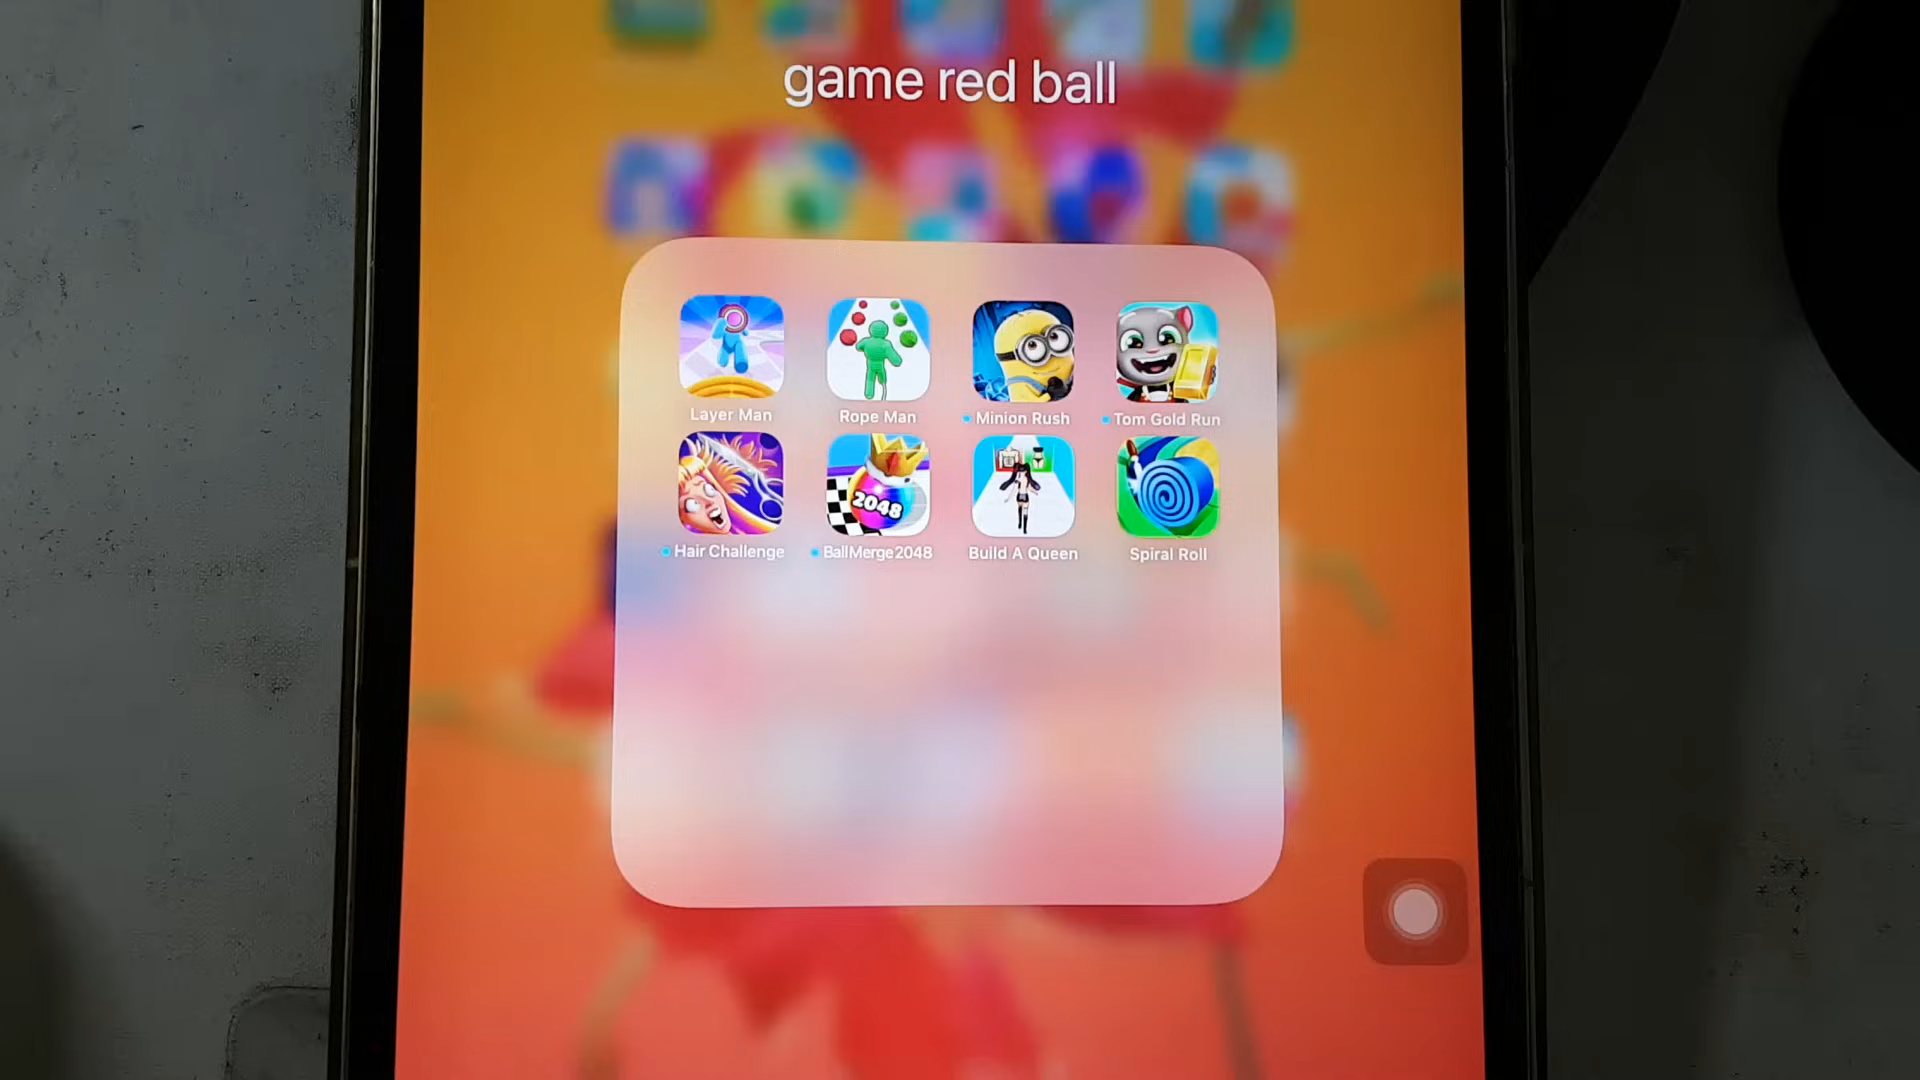 game red ball
Layer Man
Rope Man
Minion Rush
Tom Gold Run
2048
Hair Challenge
BallMerge2048
Build A Queen
Spiral Roll